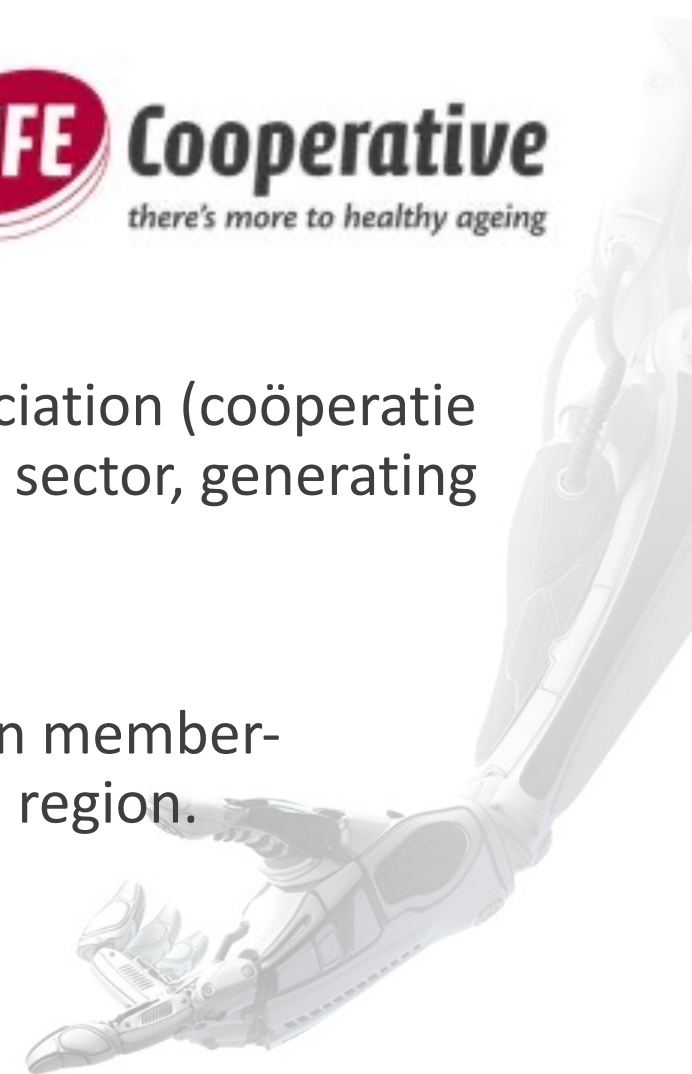 FE Cooperative
there's more to healthy ageing
ciation (coöperatie
sector, generating
n member-
region.